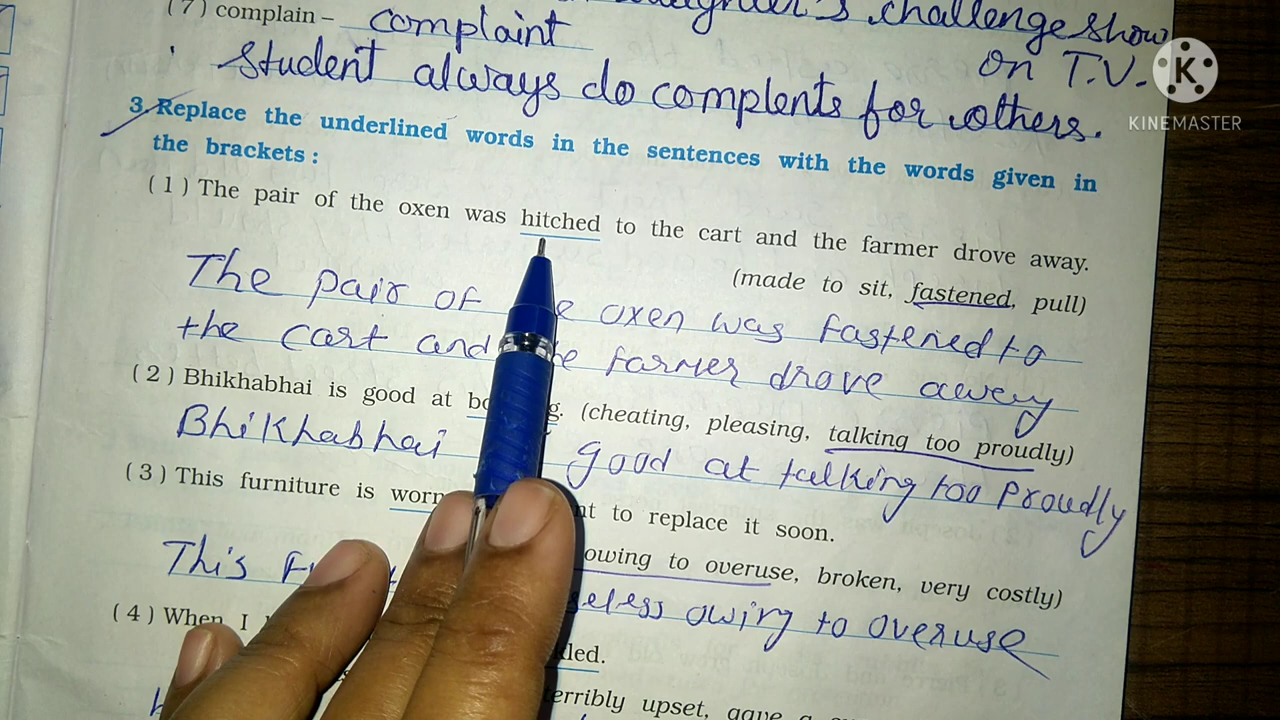 (7) complain – complaint
challenge show
on T.V.
KINEMASTER
Student always do complents for others.
3. Replace the underlined words in the sentences with the words given in
the brackets :
(1) The pair of the oxen was hitched to the cart and the farmer drove away.
(made to sit, fastened, pull)
The pair of oxen was fastened to
the cart and farmer drove awey
(2) Bhikhabhai is good at (cheating, pleasing, talking too proudly)
Bhikhabhai good at talking too proudly
(3) This furniture is worn to replace it soon.
owing to overuse, broken, very costly)
This owing to overuse
(4) When I
upset, gave a